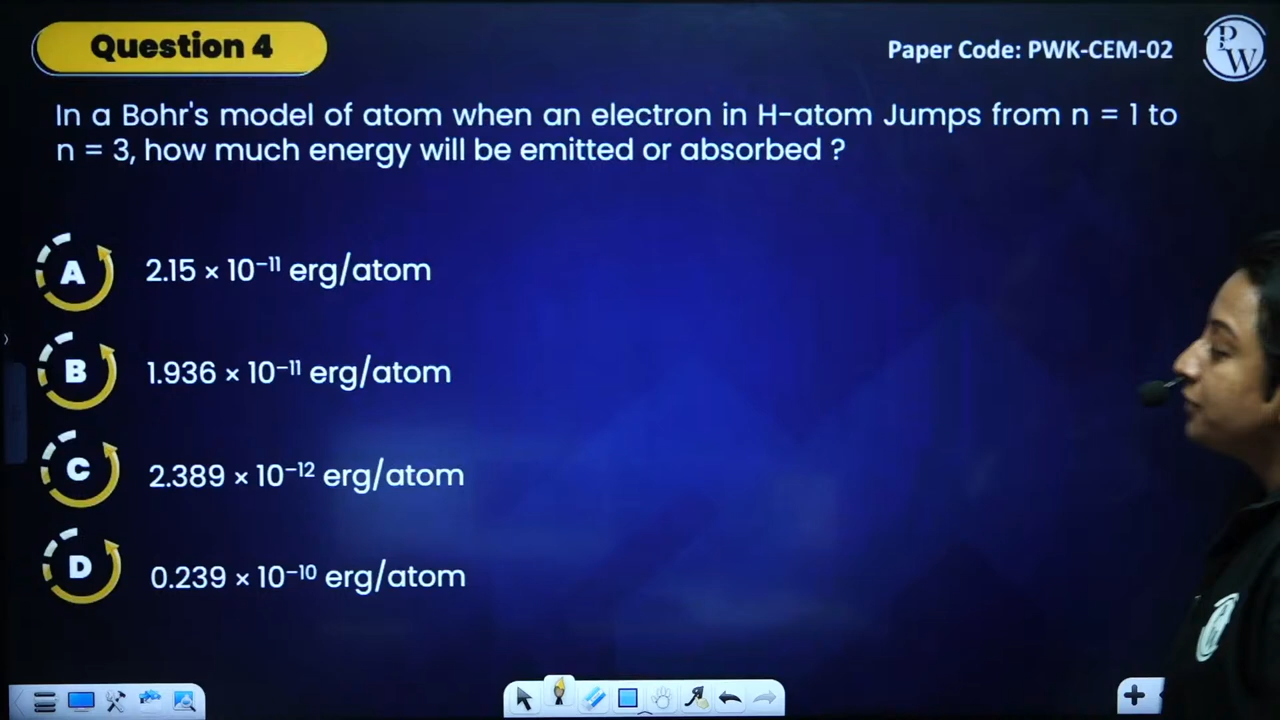 Question 4
Paper Code: PWK-CEM-02
PW
In a Bohr's model of atom when an electron in H-atom Jumps from n = 1 to
n = 3, how much energy will be emitted or absorbed ?
A 2.15 × 10⁻¹¹ erg/atom
B 1.936 × 10⁻¹¹ erg/atom
C 2.389 × 10⁻¹² erg/atom
D 0.239 × 10⁻¹⁰ erg/atom